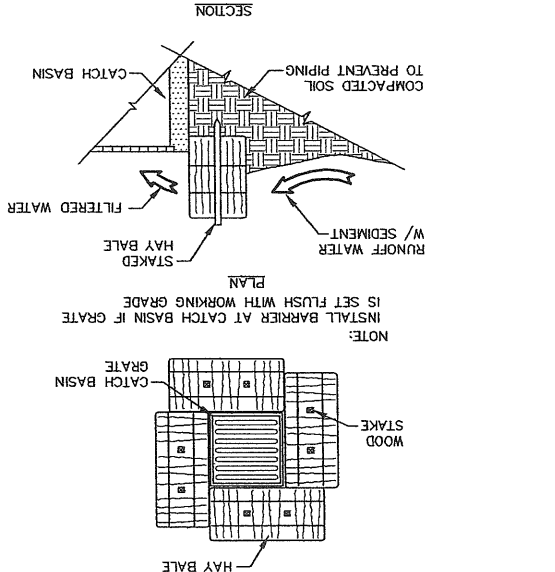 HAY BALE
WOOD
STAKE
CATCH BASIN
GRATE
NOTE:
INSTALL BARRIER AT CATCH BASIN IF GRATE
IS SET FLUSH WITH WORKING GRADE
PLAN
STAKED
HAY BALE
RUNOFF WATER
W/ SEDIMENT
FILTERED WATER
COMPACTED SOIL
TO PREVENT PIPING
CATCH BASIN
SECTION